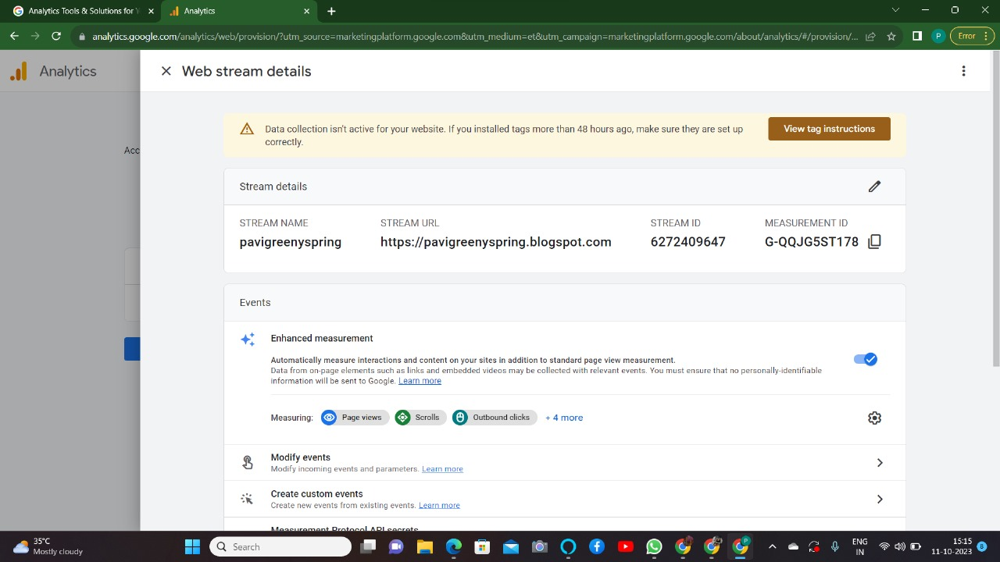 Analytics Tools & Solutions for Y
Analytics
analytics.google.com/analytics/web/provision/?utm_source=marketingplatform.google.com&utm_medium=et&utm_campaign=marketingplatform.google.com/about/analytics/#/provision/...
P
Error
Analytics
Web stream details
Data collection isn't active for your website. If you installed tags more than 48 hours ago, make sure they are set up
correctly.
View tag instructions
Acc
Stream details
STREAM NAME STREAM URL STREAM ID MEASUREMENT ID
pavigreenyspring https://pavigreenyspring.blogspot.com 6272409647 G-QQJG5ST178
Events
Enhanced measurement
Automatically measure interactions and content on your sites in addition to standard page view measurement.
Data from on-page elements such as links and embedded videos may be collected with relevant events. You must ensure that no personally-identifiable
information will be sent to Google. Learn more
Measuring: Page views Scrolls Outbound clicks + 4 more
Modify events
Modify incoming events and parameters. Learn more
Create custom events
Create new events from existing events. Learn more
Measurement Protocol API secrets
35°C
Mostly cloudy
Search
P
ENG
IN
15:15
11-10-2023
8